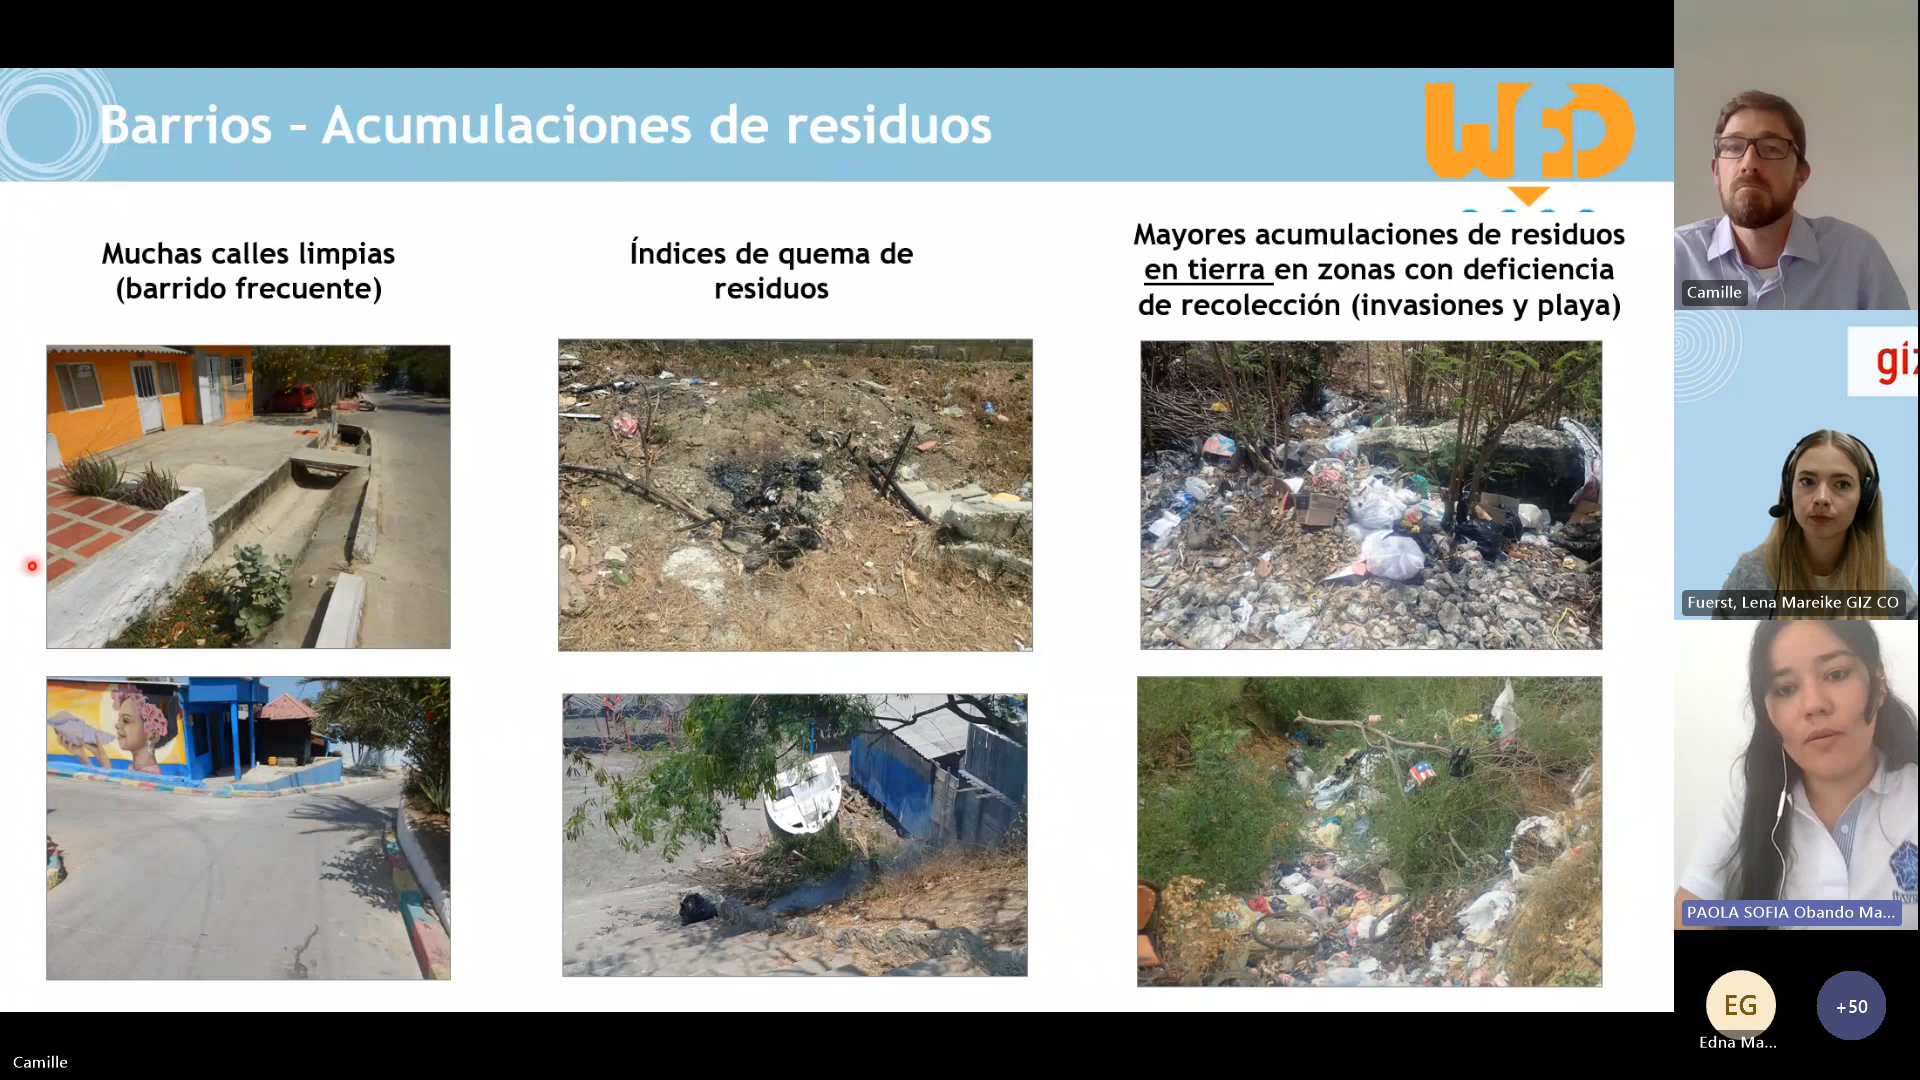 Barrios – Acumulaciones de residuos
WFD
Muchas calles limpias
(barrido frecuente)
Índices de quema de
residuos
Mayores acumulaciones de residuos
en tierra en zonas con deficiencia
de recolección (invasiones y playa)
Camille
giz
Fuerst, Lena Mareike GIZ CO
PAOLA SOFIA Obando Ma...
EG
+50
Edna Ma...
Camille